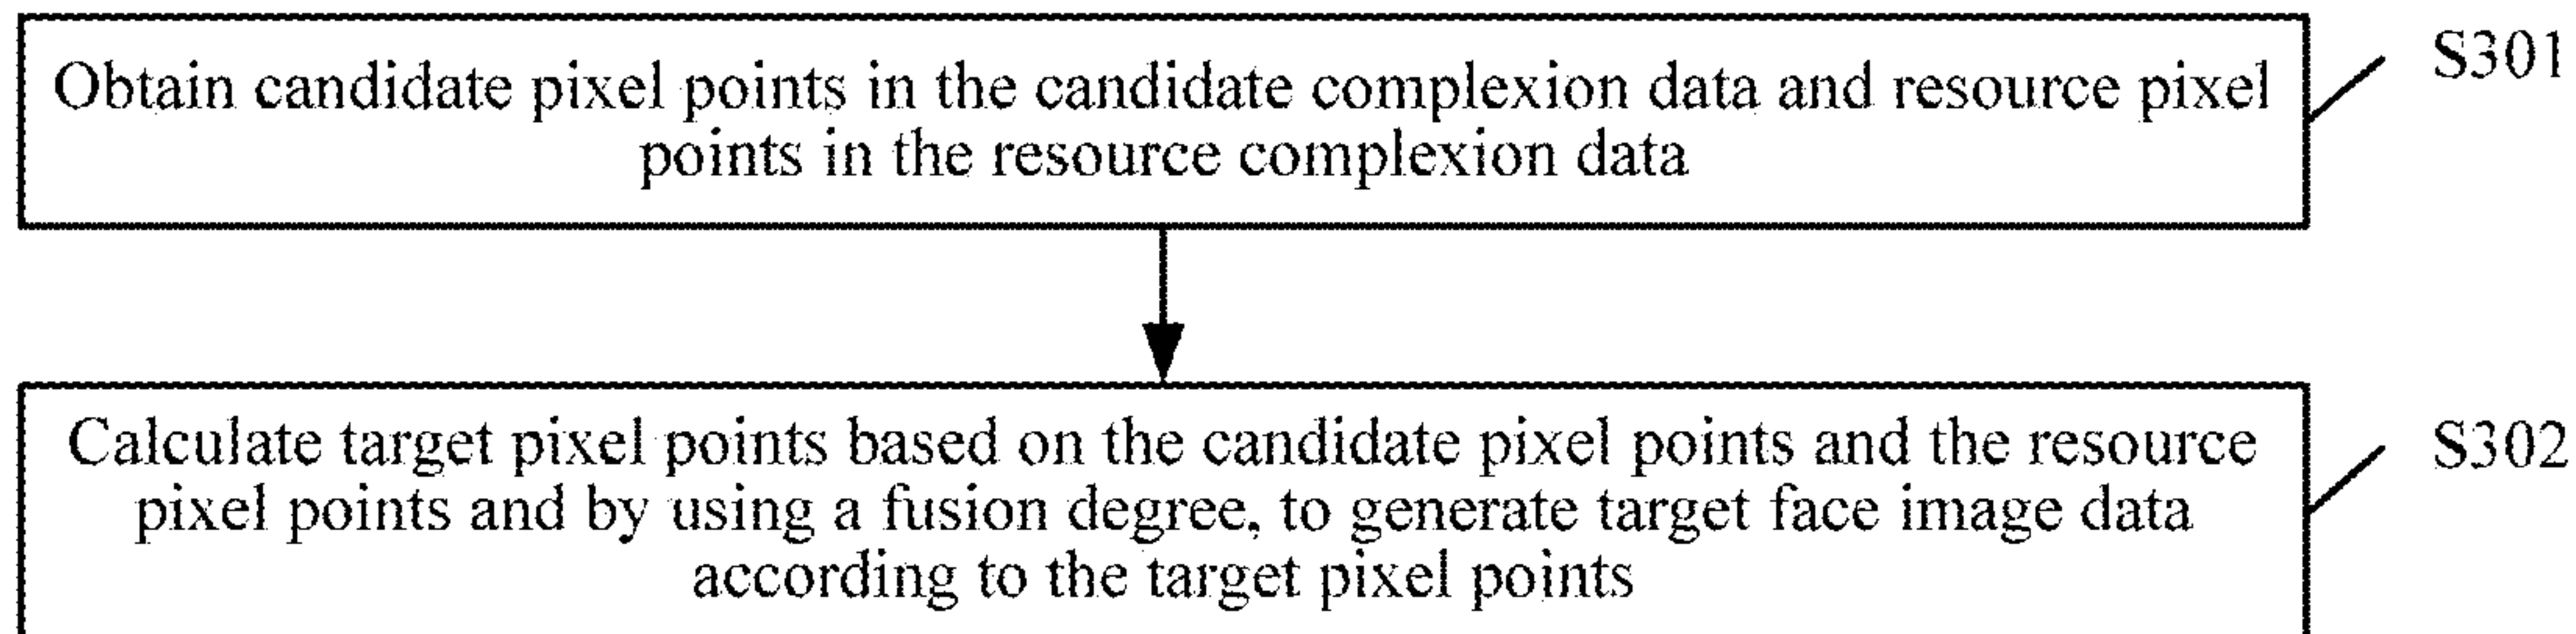 Obtain candidate pixel points in the candidate complexion data and resource pixel
points in the resource complexion data
S301
Calculate target pixel points based on the candidate pixel points and the resource
pixel points and by using a fusion degree, to generate target face image data
according to the target pixel points
S302